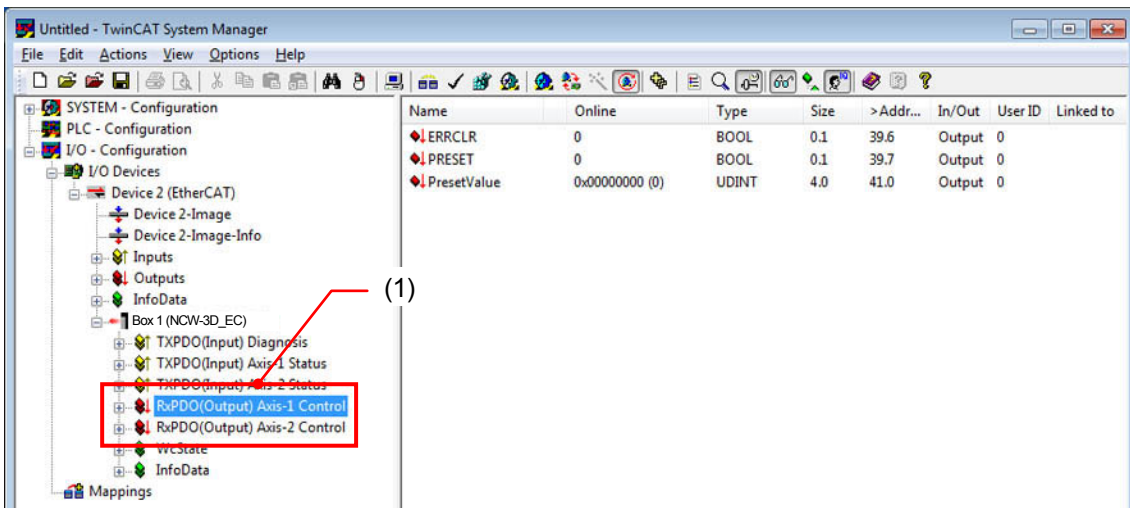 Untitled - TwinCAT System Manager
File Edit Actions View Options Help
SYSTEM - Configuration
PLC - Configuration
I/O - Configuration
I/O Devices
Device 2 (EtherCAT)
Device 2-Image
Device 2-Image-Info
Inputs
Outputs
InfoData
Box 1 (NCW-3D_EC)
TXPDO(Input) Diagnosis
TXPDO(Input) Axis-1 Status
TXPDO(Input) Axis-2 Status
RxPDO(Output) Axis-1 Control
RxPDO(Output) Axis-2 Control
WcState
InfoData
Mappings
(1)
Name Online Type Size >Addr... In/Out User ID Linked to
ERRCLR 0 BOOL 0.1 39.6 Output 0
PRESET 0 BOOL 0.1 39.7 Output 0
PresetValue 0x00000000 (0) UDINT 4.0 41.0 Output 0